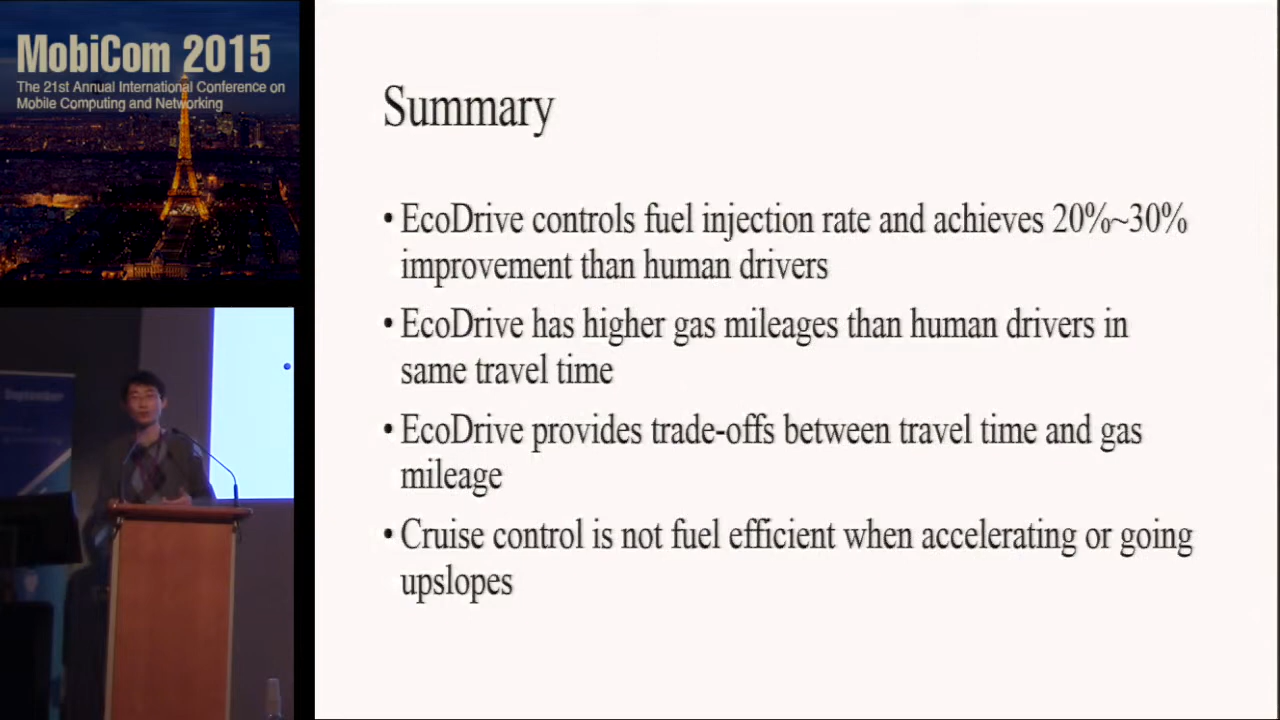 MobiCom 2015
The 21st Annual International Conference on
Mobile Computing and Networking
September
Summary
• EcoDrive controls fuel injection rate and achieves 20%~30%
improvement than human drivers
• EcoDrive has higher gas mileages than human drivers in
same travel time
• EcoDrive provides trade-offs between travel time and gas
mileage
• Cruise control is not fuel efficient when accelerating or going
upslopes